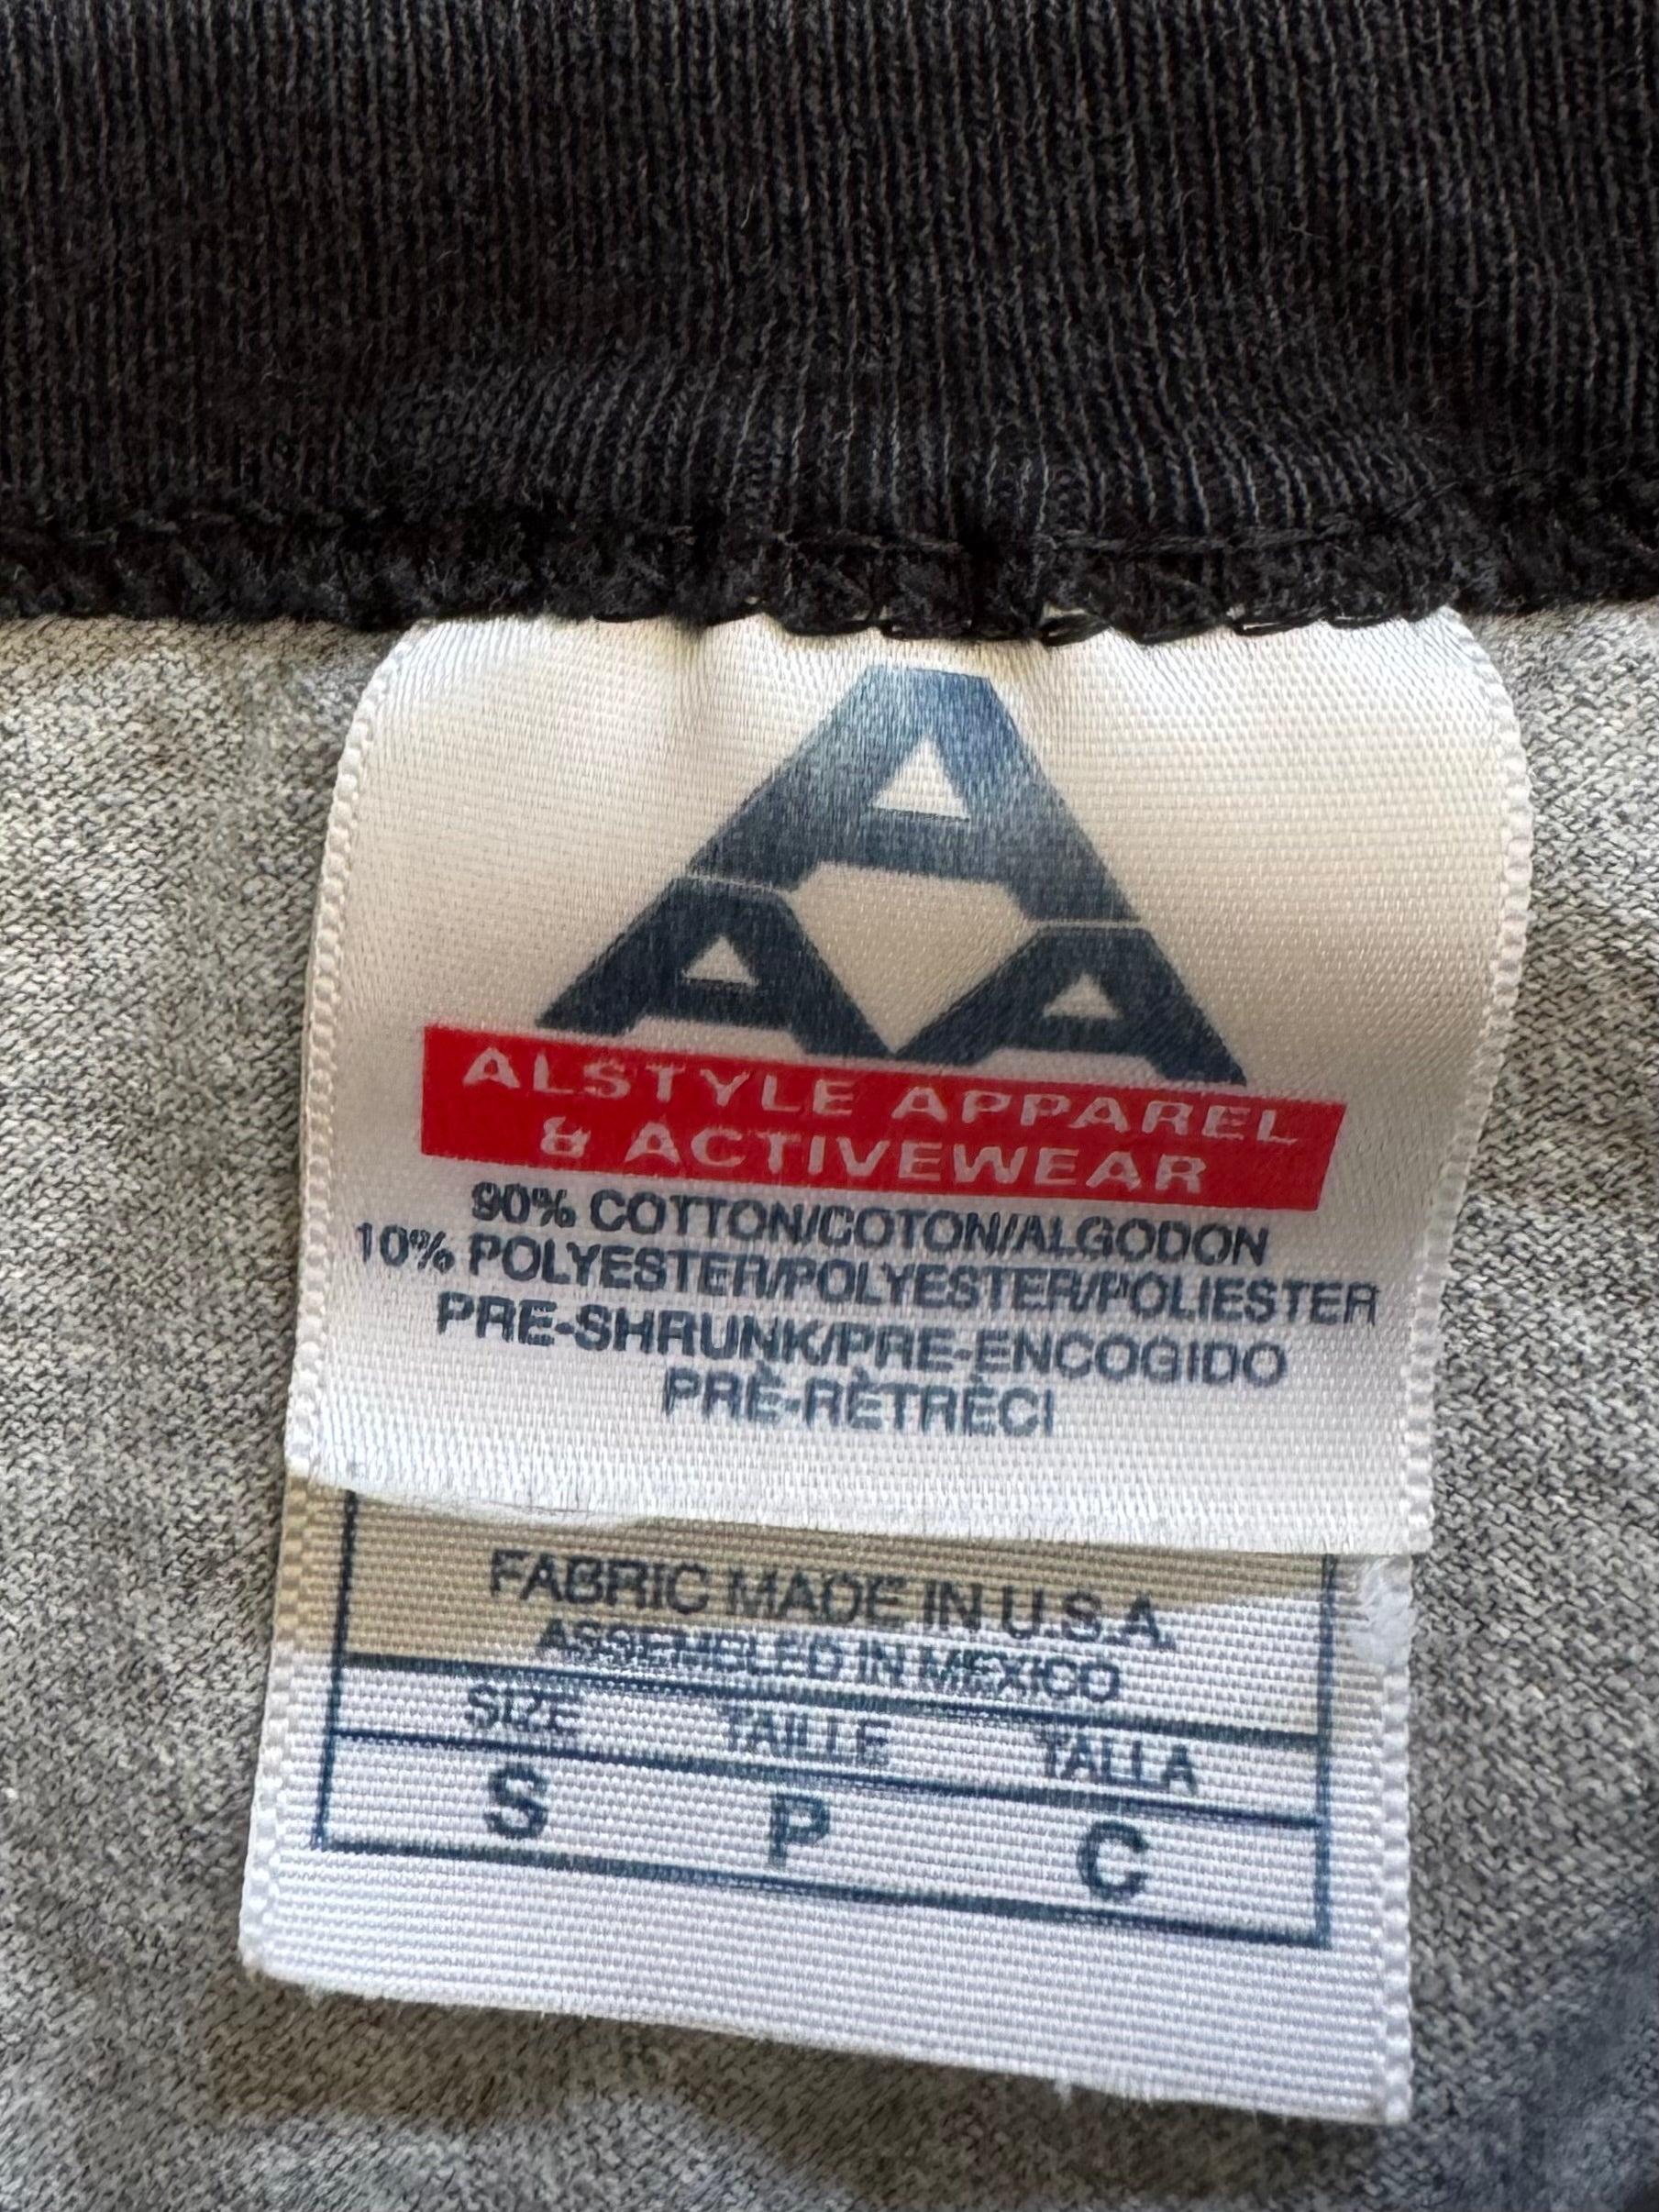 A
A A
ALSTYLE APPAREL
& ACTIVEWEAR
90% COTTON/COTON/ALGODON
10% POLYESTER/POLYESTER/POLIESTER
PRE-SHRUNK/PRE-ENCOGIDO
PRÈ-RÈTRÈCI
FABRIC MADE IN U.S.A.
ASSEMBLED IN MEXICO
SIZE TAILLE TALLA
S P C